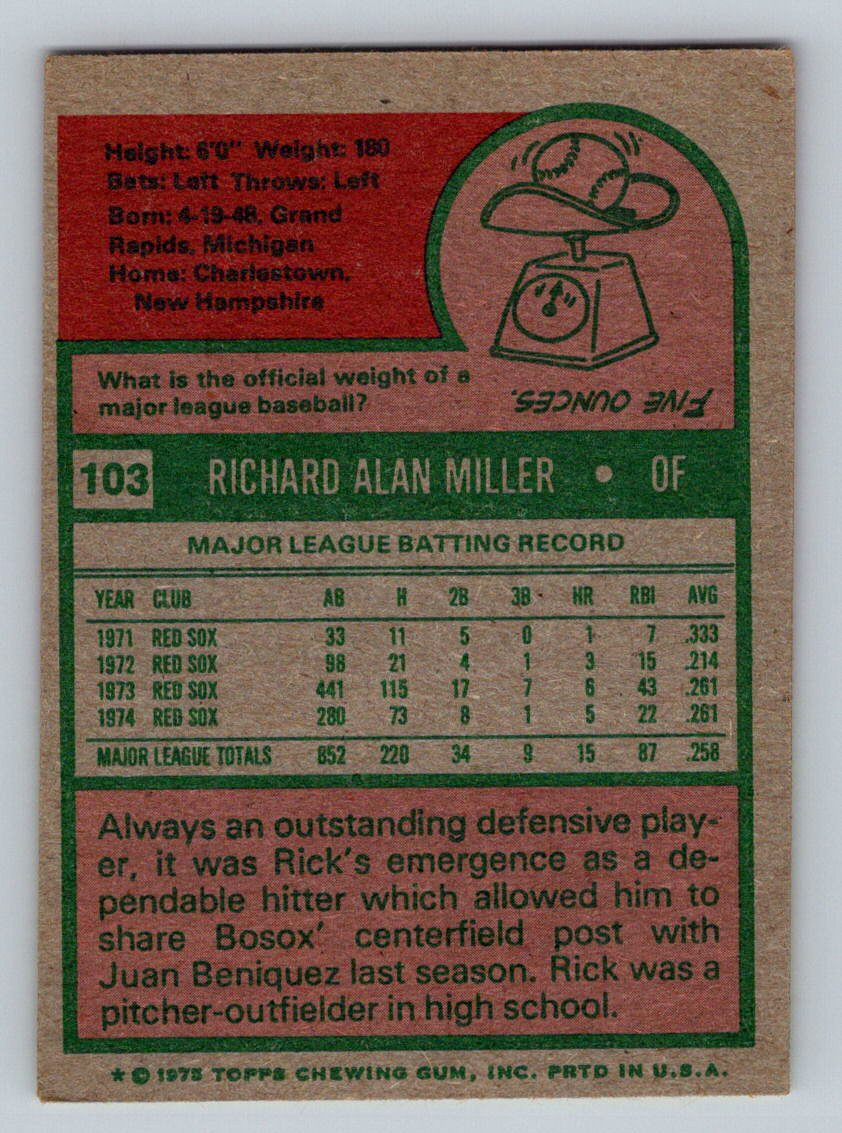 Height: 6'0" Weight: 180
Bats: Left Throws: Left
Born: 4-19-48, Grand
Rapids, Michigan
Home: Charlestown,
New Hampshire
What is the official weight of a
major league baseball?
FIVE OUNCES.
103 RICHARD ALAN MILLER • OF
MAJOR LEAGUE BATTING RECORD
YEAR CLUB AB H 2B 3B HR RBI AVG
1971 RED SOX 33 11 5 0 1 7 .333
1972 RED SOX 98 21 4 1 3 15 .214
1973 RED SOX 441 115 17 7 6 43 .261
1974 RED SOX 280 73 8 1 5 22 .261
MAJOR LEAGUE TOTALS 852 220 34 9 15 87 .258
Always an outstanding defensive play-
er, it was Rick's emergence as a de-
pendable hitter which allowed him to
share Bosox' centerfield post with
Juan Beniquez last season. Rick was a
pitcher-outfielder in high school.
★ © 1975 TOPPS CHEWING GUM, INC. PRTD IN U.S.A.